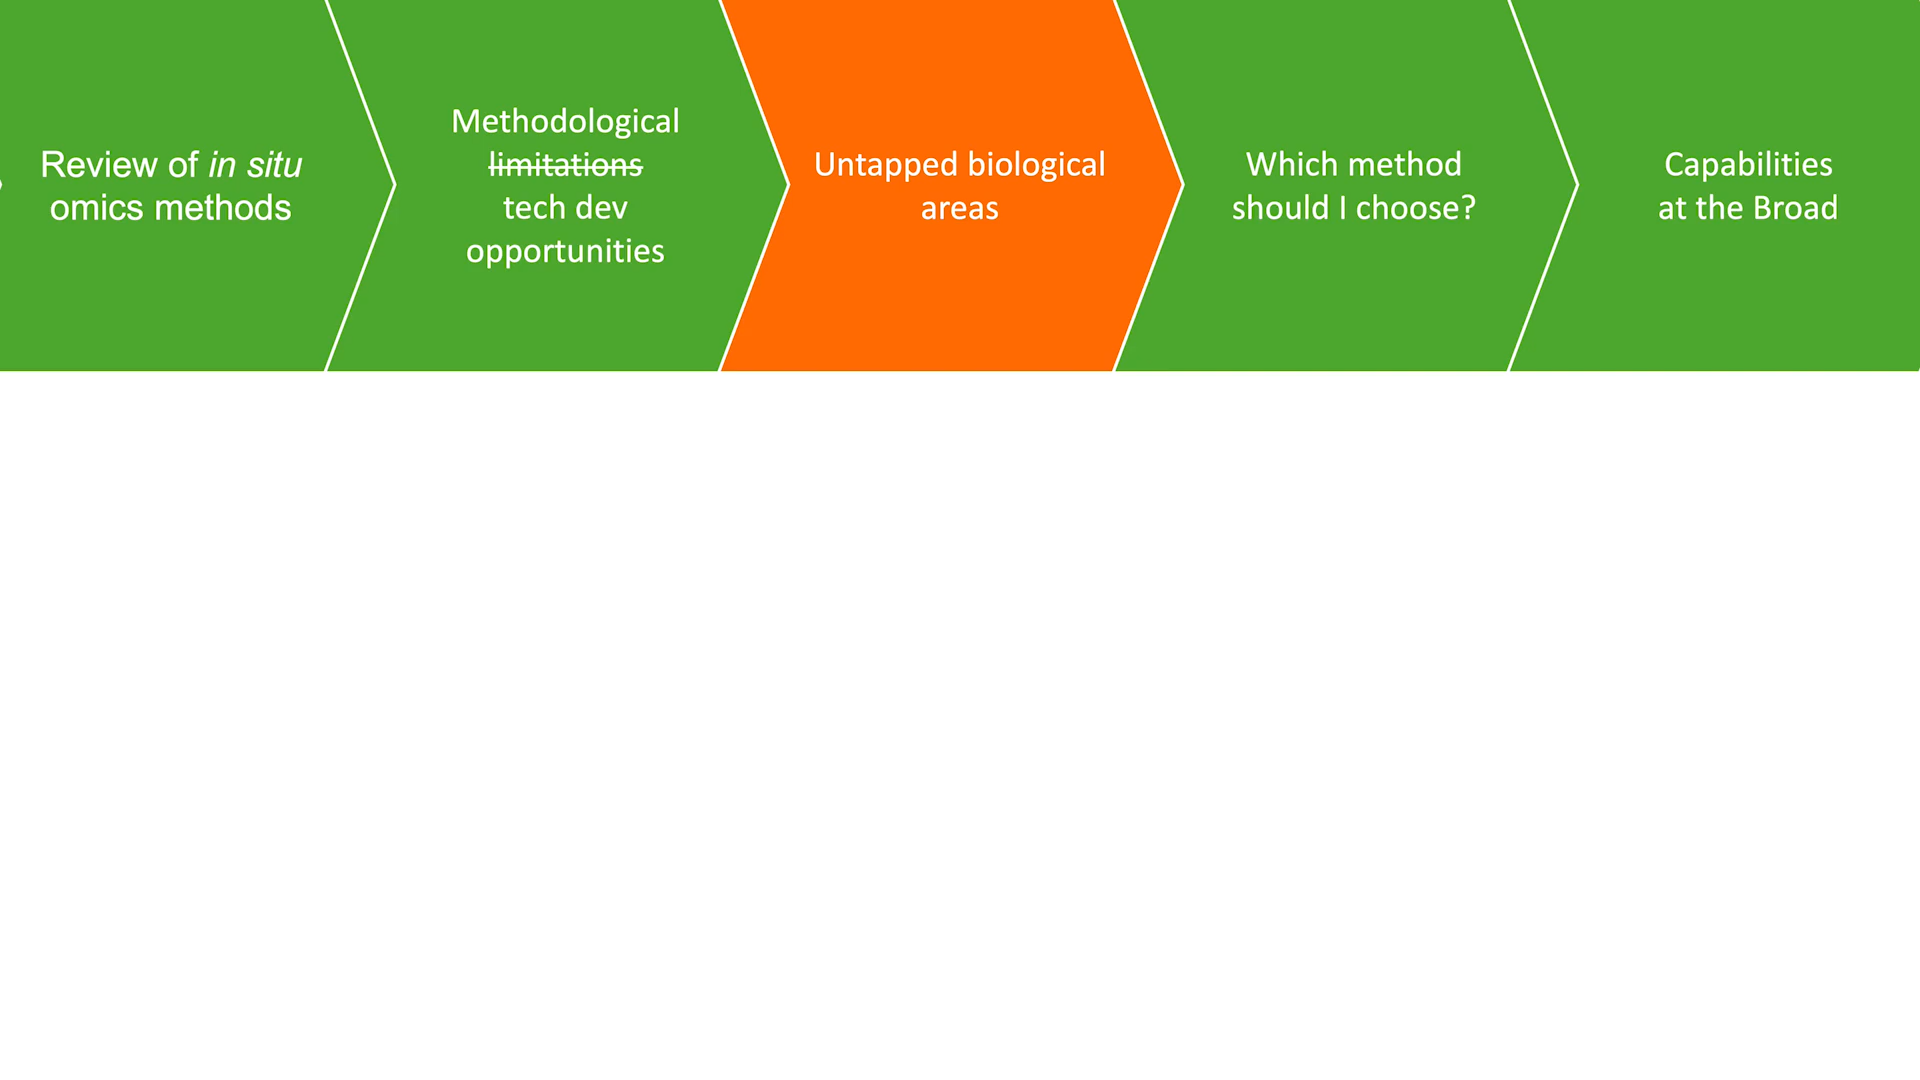 Review of in situ
omics methods
Methodological
limitations
tech dev
opportunities
Untapped biological
areas
Which method
should I choose?
Capabilities
at the Broad